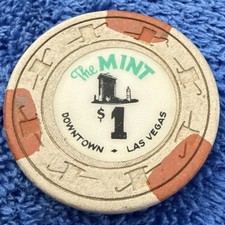 The MINT
$1
DOWNTOWN • LAS VEGAS